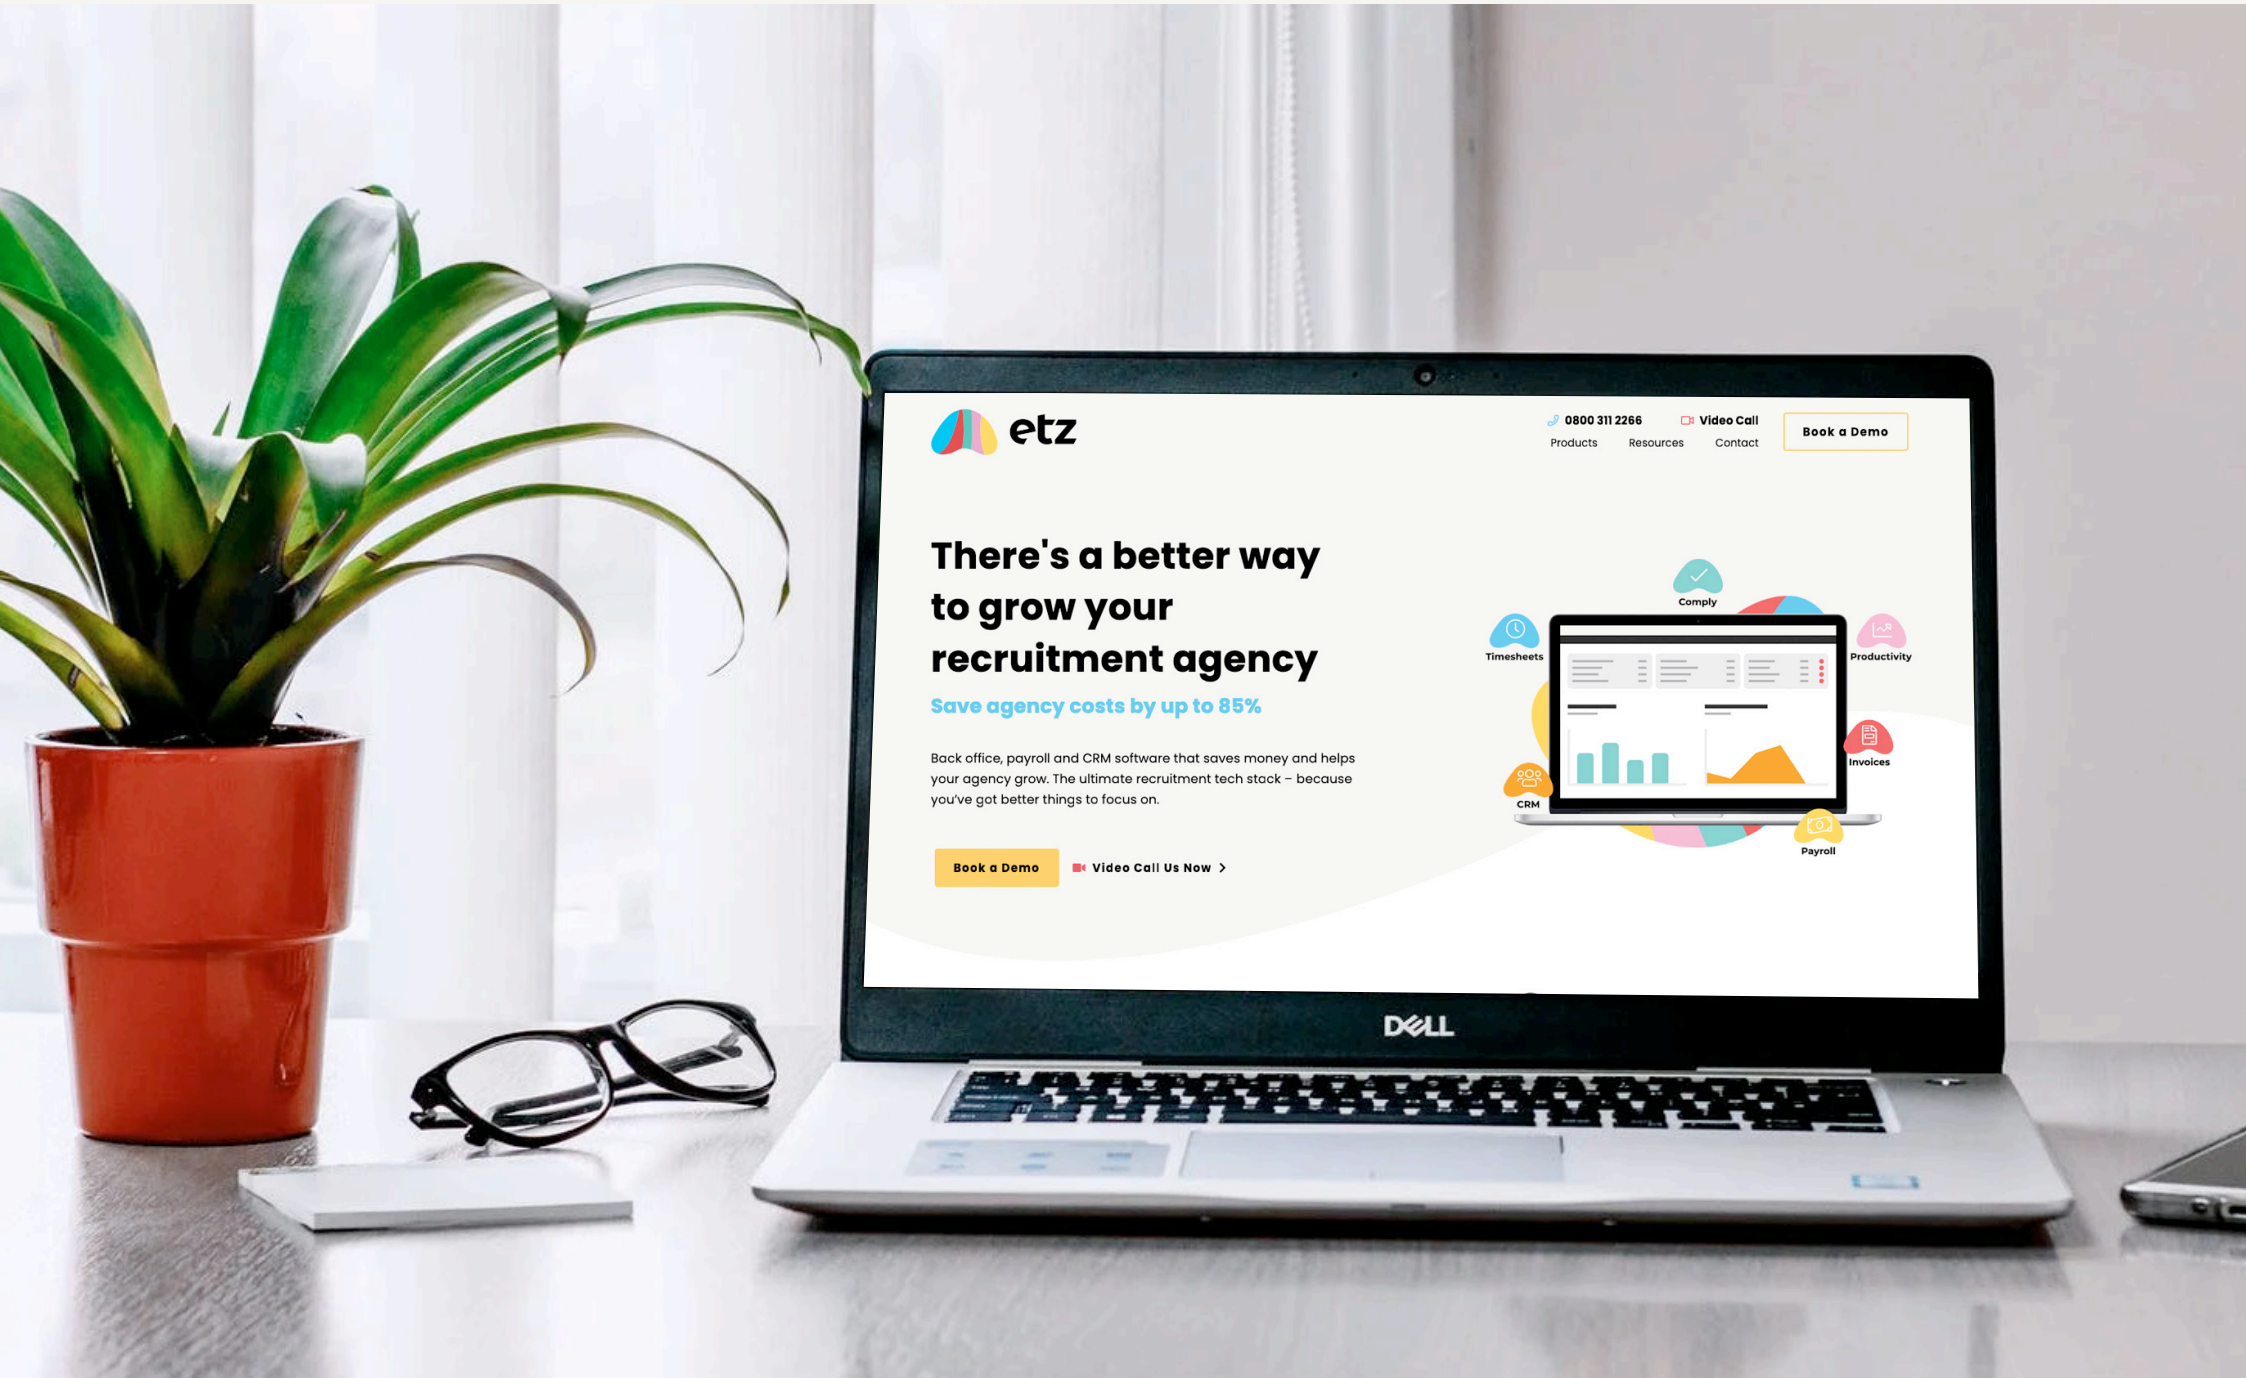 etz
0800 311 2266
Video Call
Products
Resources
Contact
Book a Demo
There's a better way
to grow your
recruitment agency
Save agency costs by up to 85%
Back office, payroll and CRM software that saves money and helps
your agency grow. The ultimate recruitment tech stack – because
you've got better things to focus on.
Book a Demo
Video Call Us Now
Comply
Timesheets
Productivity
Invoices
CRM
Payroll
DELL